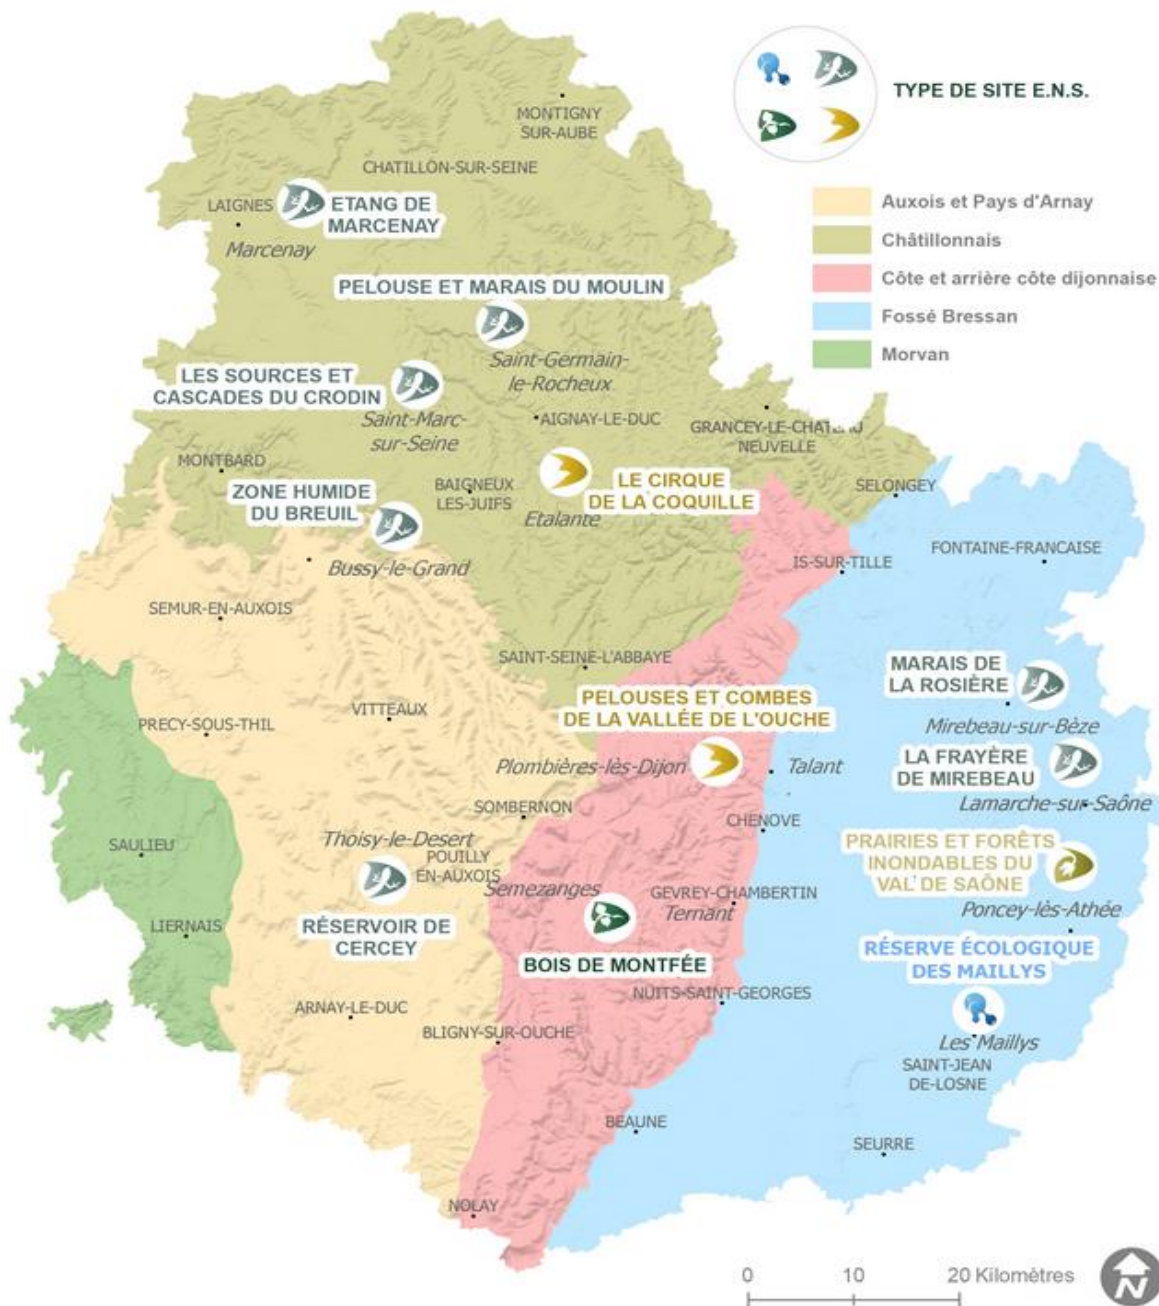 TYPE DE SITE E.N.S.
Auxois et Pays d'Arnay
Châtillonnais
Côte et arrière côte dijonnaise
Fossé Bressan
Morvan
MONTIGNY
SUR-AUBE
CHATILLON-SUR-SEINE
LAIGNES
ETANG DE
MARCENAY
Marcenay
PELOUSE ET MARAIS DU MOULIN
Saint-Germain-
le-Rocheux
LES SOURCES ET
CASCADES DU CRODIN
Saint-Marc-
sur-Seine
AIGNAY-LE-DUC
GRANCEY-LE-CHATEAU
NEUVELLE
MONTBARD
ZONE HUMIDE
DU BREUIL
BAIGNEUX
LES-JUIFS
LE CIRQUE
DE LA COQUILLE
Etalante
SELONGEY
Bussy-le-Grand
IS-SUR-TILLE
FONTAINE-FRANCAISE
SEMUR-EN-AUXOIS
SAINT-SEINE-L'ABBAYE
MARAIS DE
LA ROSIÈRE
Mirebeau-sur-Bèze
PRECY-SOUS-THIL
VITTEAUX
PELOUSES ET COMBES
DE LA VALLÉE DE L'OUCHE
Plombières-lès-Dijon
Talant
LA FRAYÈRE
DE MIREBEAU
Lamarche-sur-Saône
SOMBERNON
CHENOVE
SAULIEU
Thoisy-le-Desert
POUILLY
EN-AUXOIS
PRAIRIES ET FORÊTS
INONDABLES DU
VAL DE SAÔNE
Poncey-lès-Athée
Semezanges
GEVREY-CHAMBERTIN
Ternant
LIERNAIS
RÉSERVOIR DE
CERCEY
BOIS DE MONTFÉE
RÉSERVE ÉCOLOGIQUE
DES MAILLYS
Les Maillys
NUITS-SAINT-GEORGES
ARNAY-LE-DUC
BLIGNY-SUR-OUCHE
SAINT-JEAN
DE-LOSNE
BEAUNE
SEURRE
NOLAY
0 10 20 Kilomètres
N